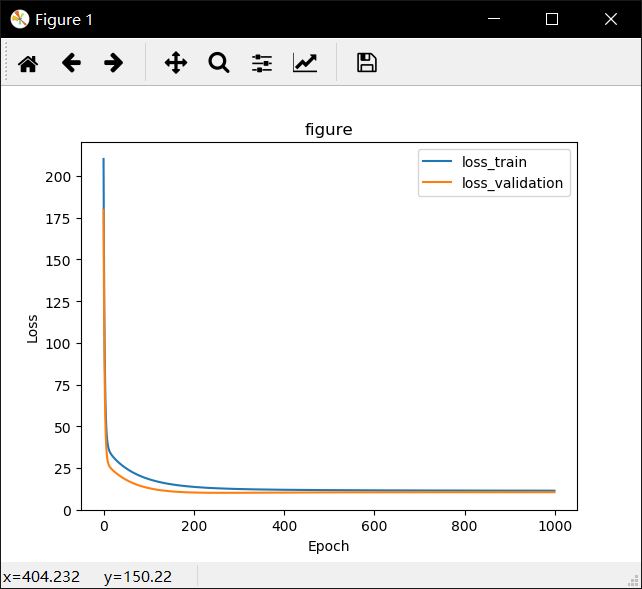 Figure 1
figure
loss_train
loss_validation
200
175
150
125
100
75
50
25
0
Loss
0
200
400
600
800
1000
Epoch
x=404.232 y=150.22